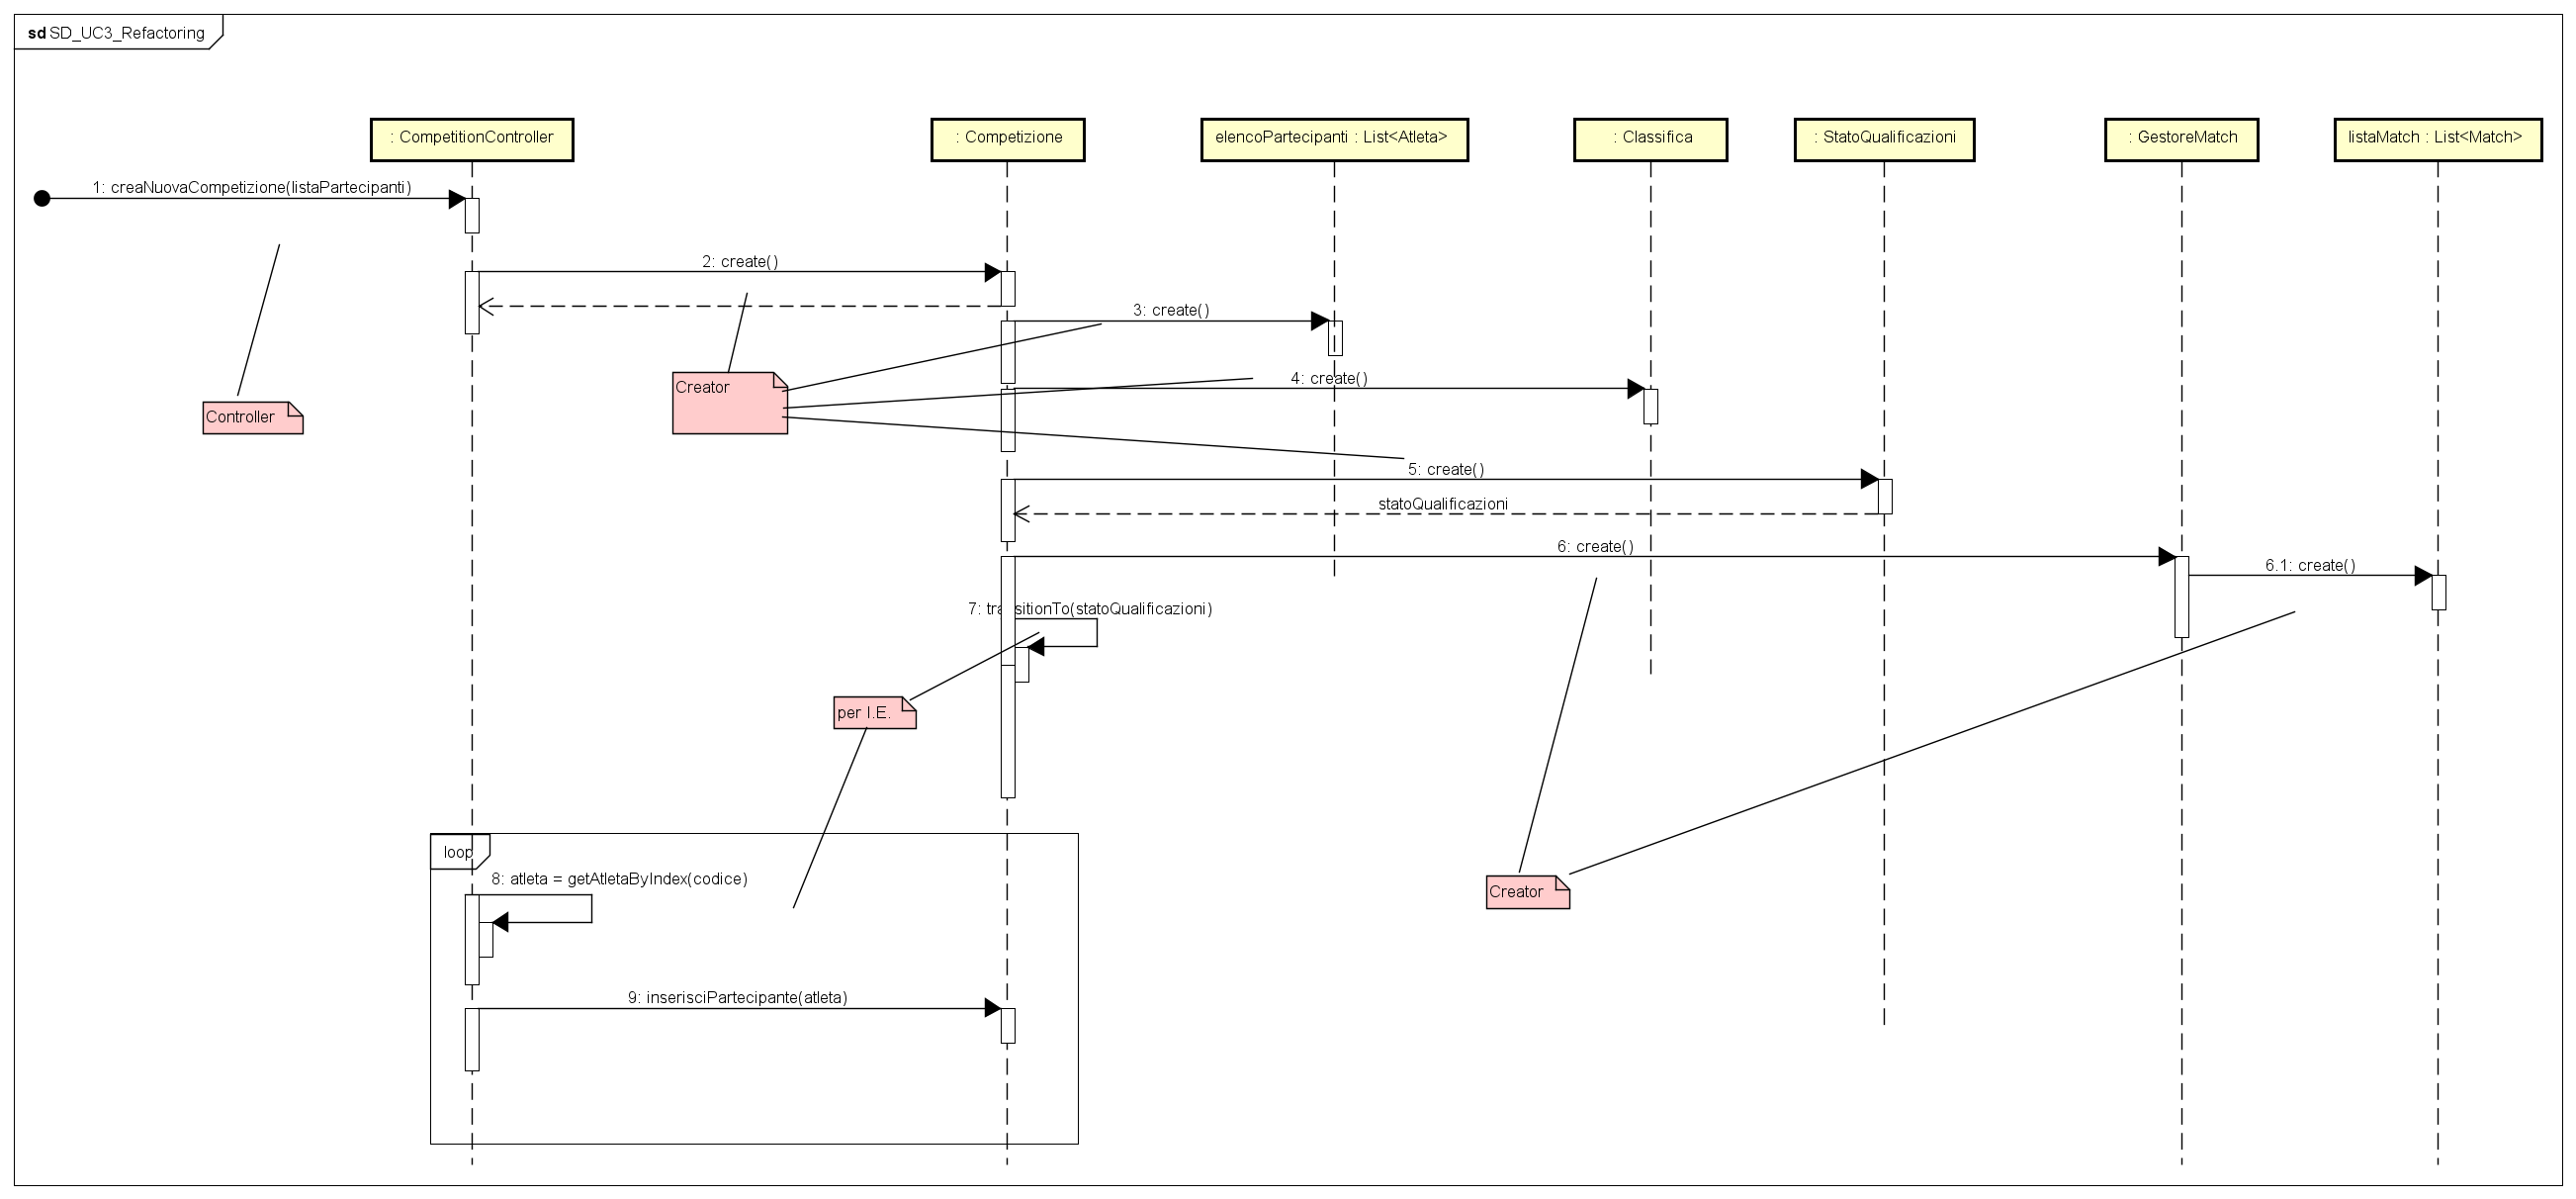 sd SD_UC3_Refactoring
: CompetitionController
: Competizione
elencoPartecipanti : List<Atleta>
: Classifica
: StatoQualificazioni
: GestoreMatch
listaMatch : List<Match>
1: creaNuovaCompetizione(listaPartecipanti)
2: create()
3: create()
4: create()
Creator
Controller
5: create()
statoQualificazioni
6: create()
6.1: create()
7: transitionTo(statoQualificazioni)
per I.E.
loop
8: atleta = getAtletaByIndex(codice)
Creator
9: inserisciPartecipante(atleta)